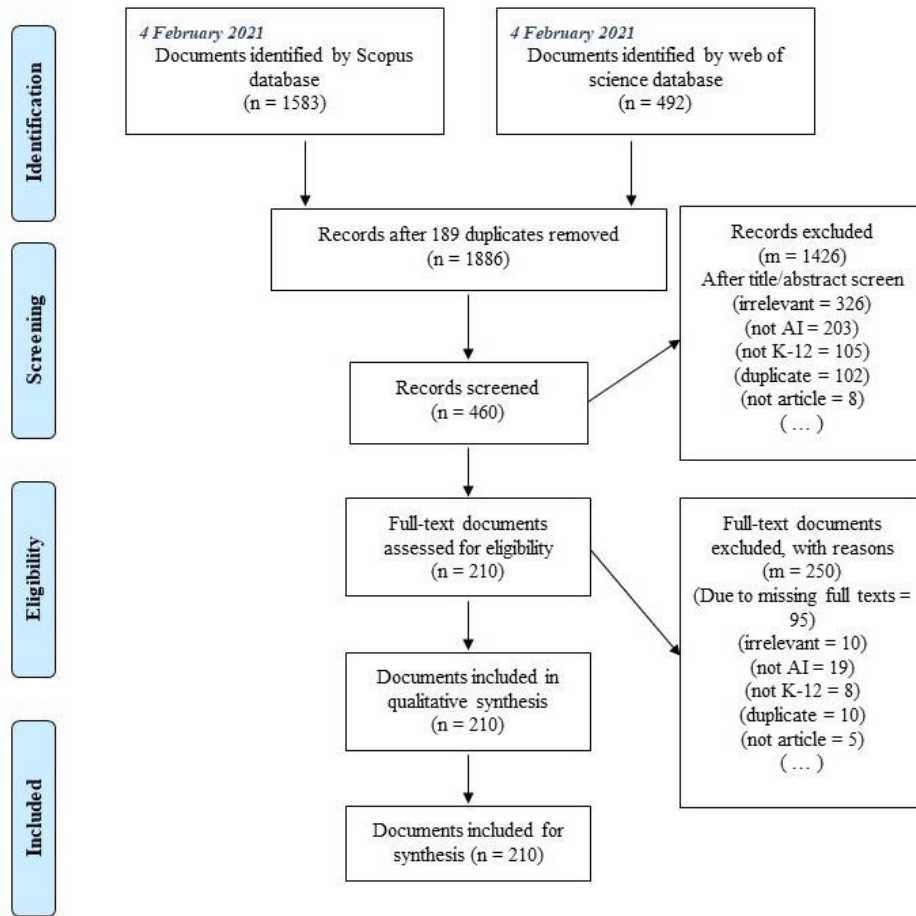 4 February 2021
Documents identified by Scopus
database
(n = 1583)
4 February 2021
Documents identified by web of
science database
(n = 492)
Identification
Records after 189 duplicates removed
(n = 1886)
Records excluded
(m = 1426)
After title/abstract screen
(irrelevant = 326)
(not AI = 203)
(not K-12 = 105)
(duplicate = 102)
(not article = 8)
( … )
Screening
Records screened
(n = 460)
Eligibility
Full-text documents
assessed for eligibility
(n = 210)
Full-text documents
excluded, with reasons
(m = 250)
(Due to missing full texts =
95)
(irrelevant = 10)
(not AI = 19)
(not K-12 = 8)
(duplicate = 10)
(not article = 5)
( … )
Documents included in
qualitative synthesis
(n = 210)
Included
Documents included for
synthesis (n = 210)